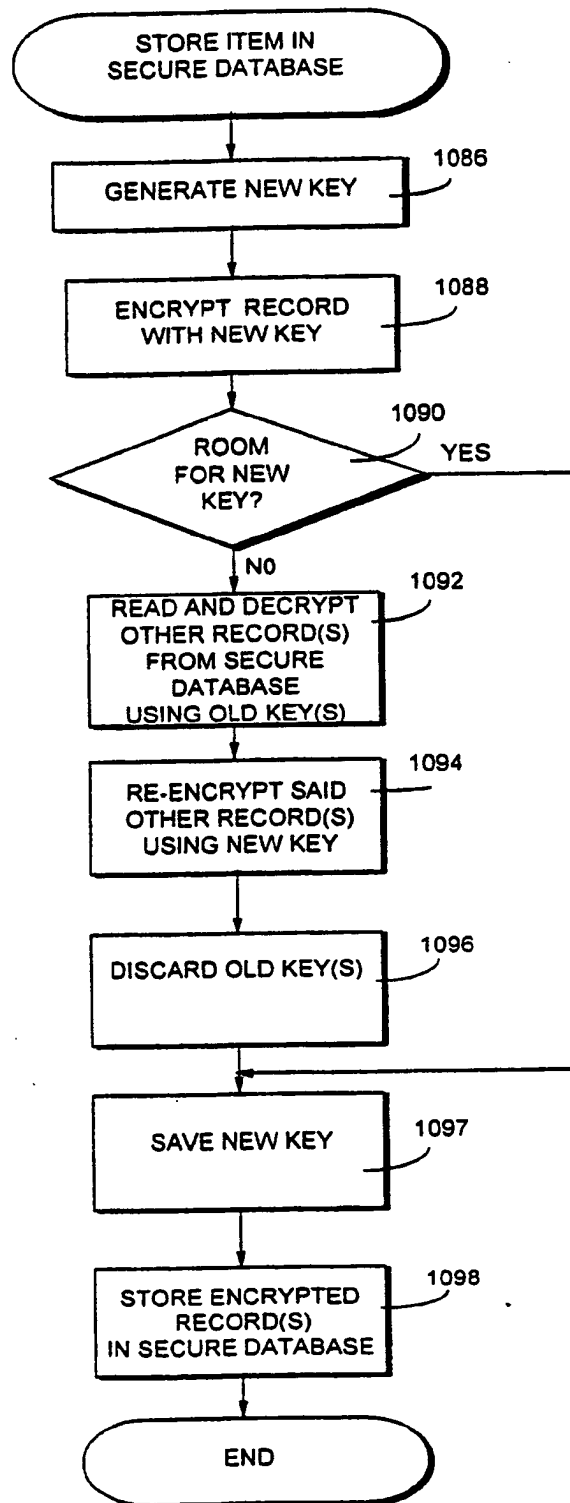 STORE ITEM IN
SECURE DATABASE
1086
GENERATE NEW KEY
1088
ENCRYPT RECORD
WITH NEW KEY
1090
ROOM
FOR NEW
KEY?
YES
NO
1092
READ AND DECRYPT
OTHER RECORD(S)
FROM SECURE
DATABASE
USING OLD KEY(S)
1094
RE-ENCRYPT SAID
OTHER RECORD(S)
USING NEW KEY
1096
DISCARD OLD KEY(S)
SAVE NEW KEY
1097
1098
STORE ENCRYPTED
RECORD(S)
IN SECURE DATABASE
END